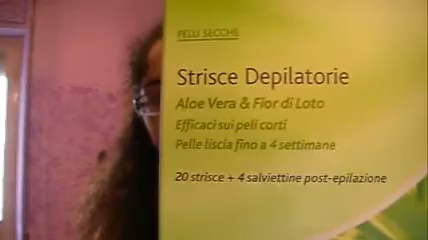 PELLI SECCHE
Strisce Depilatorie
Aloe Vera & Fior di Loto
Efficaci sui peli corti
Pelle liscia fino a 4 settimane
20 strisce + 4 salviettine post-epilazione